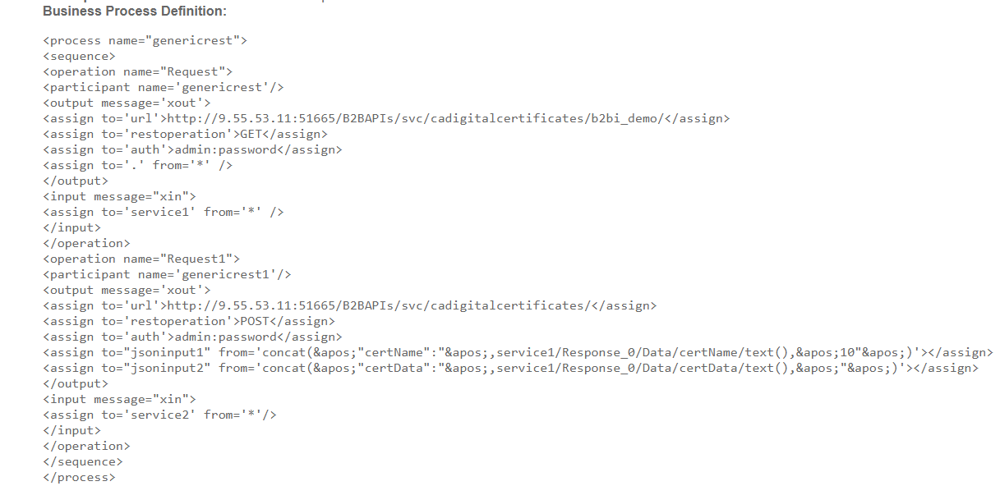 Business Process Definition:
<process name="genericrest">
<sequence>
<operation name="Request">
<participant name='genericrest'/>
<output message='xout'>
<assign to='url'>http://9.55.53.11:51665/B2BAPIs/svc/cadigitalcertificates/b2bi_demo/</assign>
<assign to='restoperation'>GET</assign>
<assign to='auth'>admin:password</assign>
<assign to='.' from='*' />
</output>
<input message="xin">
<assign to='service1' from='*' />
</input>
</operation>
<operation name="Request1">
<participant name='genericrest1'/>
<output message='xout'>
<assign to='url'>http://9.55.53.11:51665/B2BAPIs/svc/cadigitalcertificates/</assign>
<assign to='restoperation'>POST</assign>
<assign to='auth'>admin:password</assign>
<assign to="jsoninput1" from='concat(&apos;"certName":"&apos;,service1/Response_0/Data/certName/text(),&apos;10"&apos;)'></assign>
<assign to="jsoninput2" from='concat(&apos;"certData":"&apos;,service1/Response_0/Data/certData/text(),&apos;"&apos;)'></assign>
</output>
<input message="xin">
<assign to='service2' from='*'/>
</input>
</operation>
</sequence>
</process>